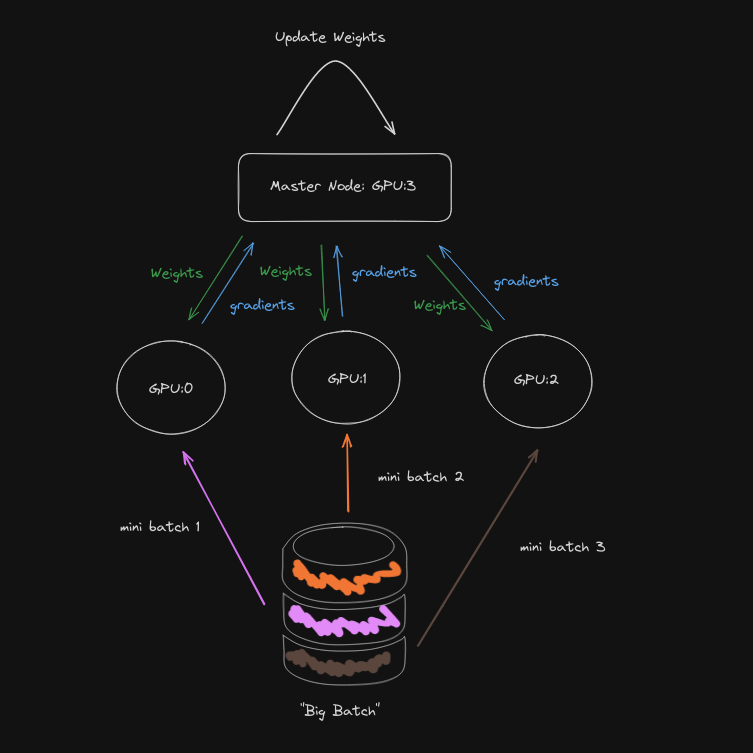 Update Weights
Master Node: GPU:3
Weights
gradients
Weights
gradients
Weights
gradients
GPU:0
GPU:1
GPU:2
mini batch 1
mini batch 2
mini batch 3
"Big Batch"